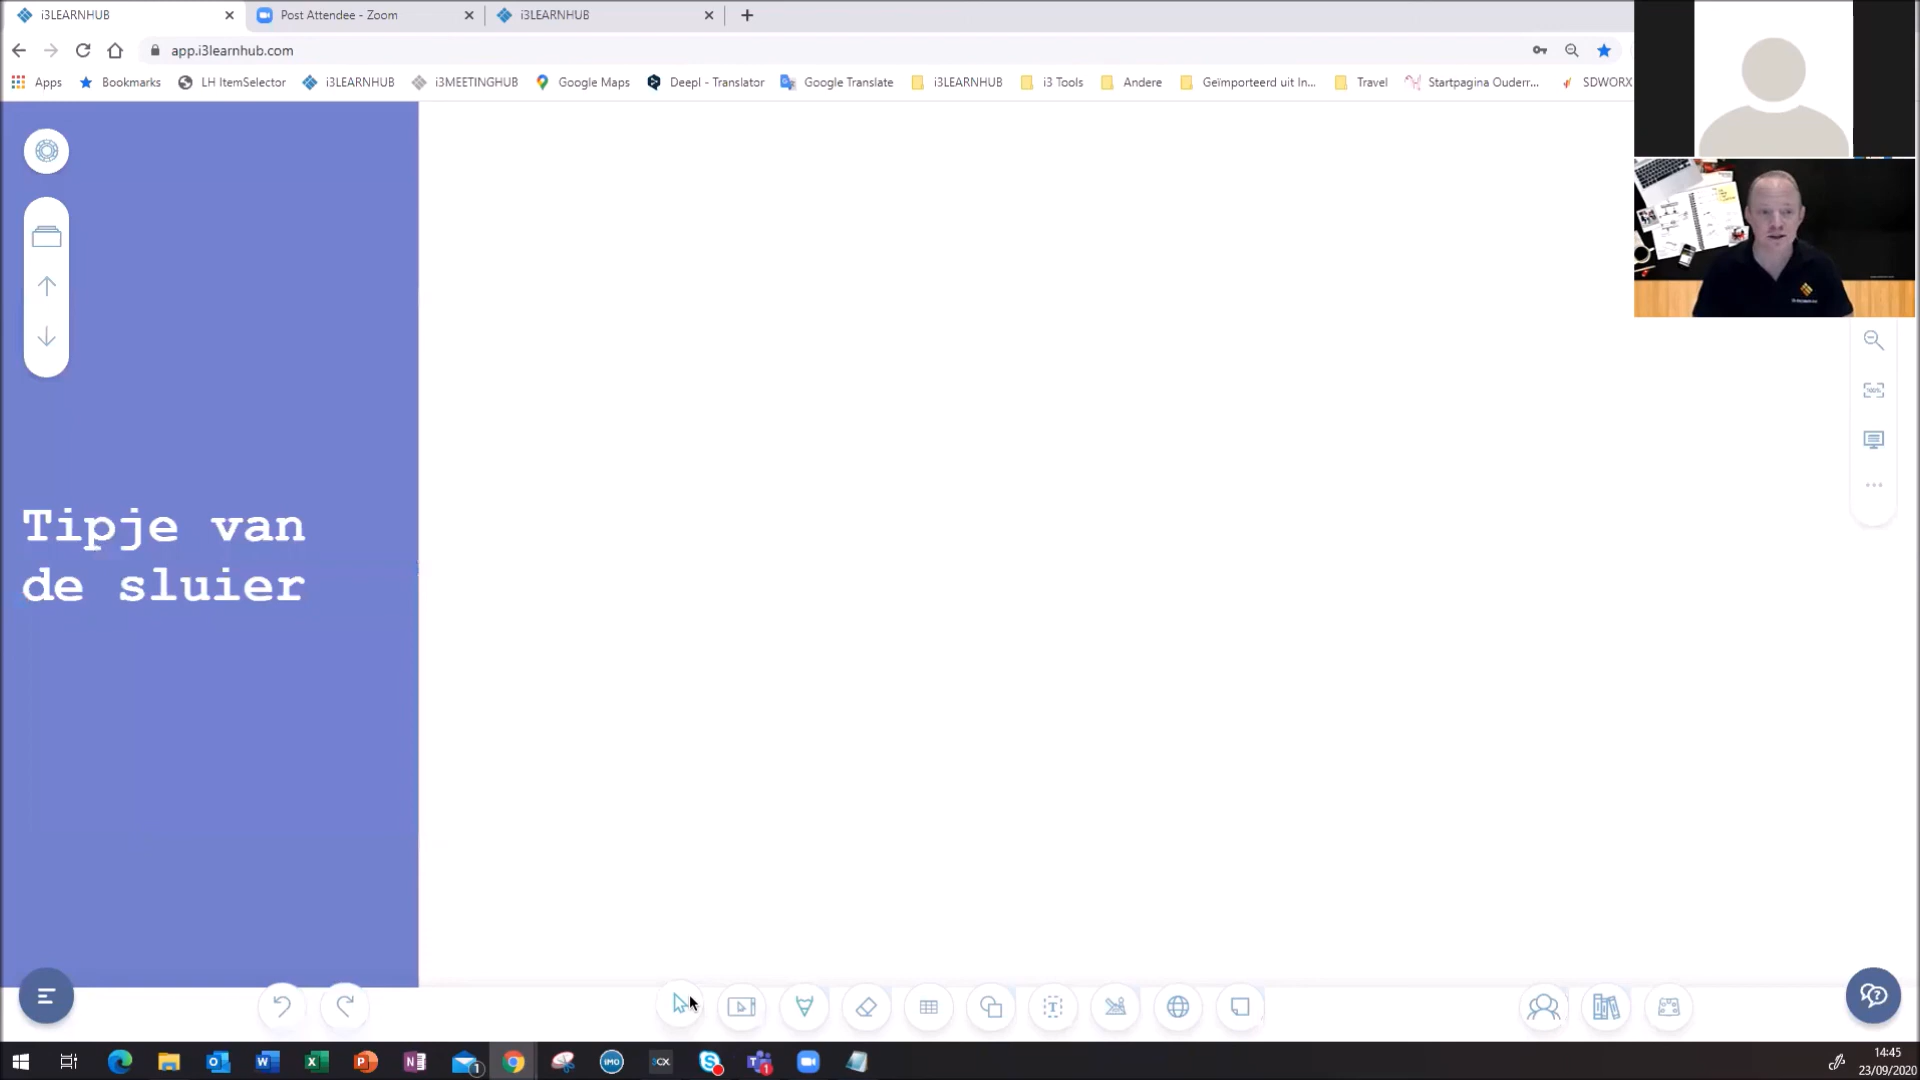 i3LEARNHUB
Post Attendee - Zoom
i3LEARNHUB
app.i3learnhub.com
Apps
Bookmarks
LH ItemSelector
i3LEARNHUB
i3MEETINGHUB
Google Maps
Deepl - Translator
Google Translate
i3LEARNHUB
i3 Tools
Andere
Geïmporteerd uit In...
Travel
Startpagina Ouderr...
SDWORX
Tipje van
de sluier
14:45
23/09/2020